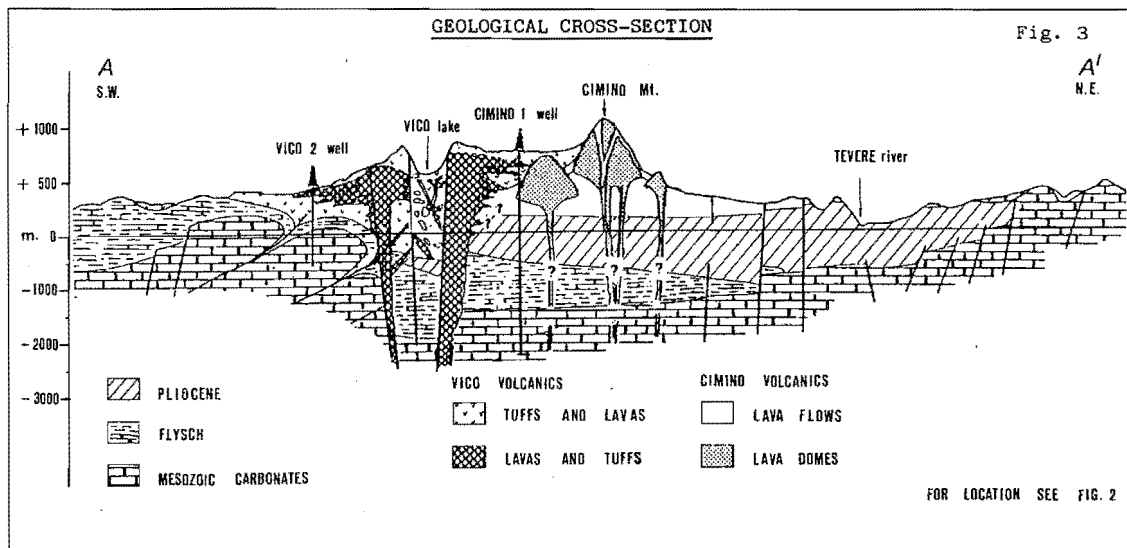 GEOLOGICAL CROSS-SECTION
Fig. 3
A
S.W.
A'
N.E.
CIMINO Mt.
CIMINO 1 well
VICO lake
VICO 2 well
TEVERE river
+ 1000
+ 500
m. 0
- 1000
- 2000
- 3000
?
?
?
?
?
PLIOCENE
FLYSCH
MESOZOIC CARBONATES
VICO VOLCANICS
TUFFS AND LAVAS
LAVAS AND TUFFS
CIMINO VOLCANICS
LAVA FLOWS
LAVA DOMES
FOR LOCATION SEE FIG. 2